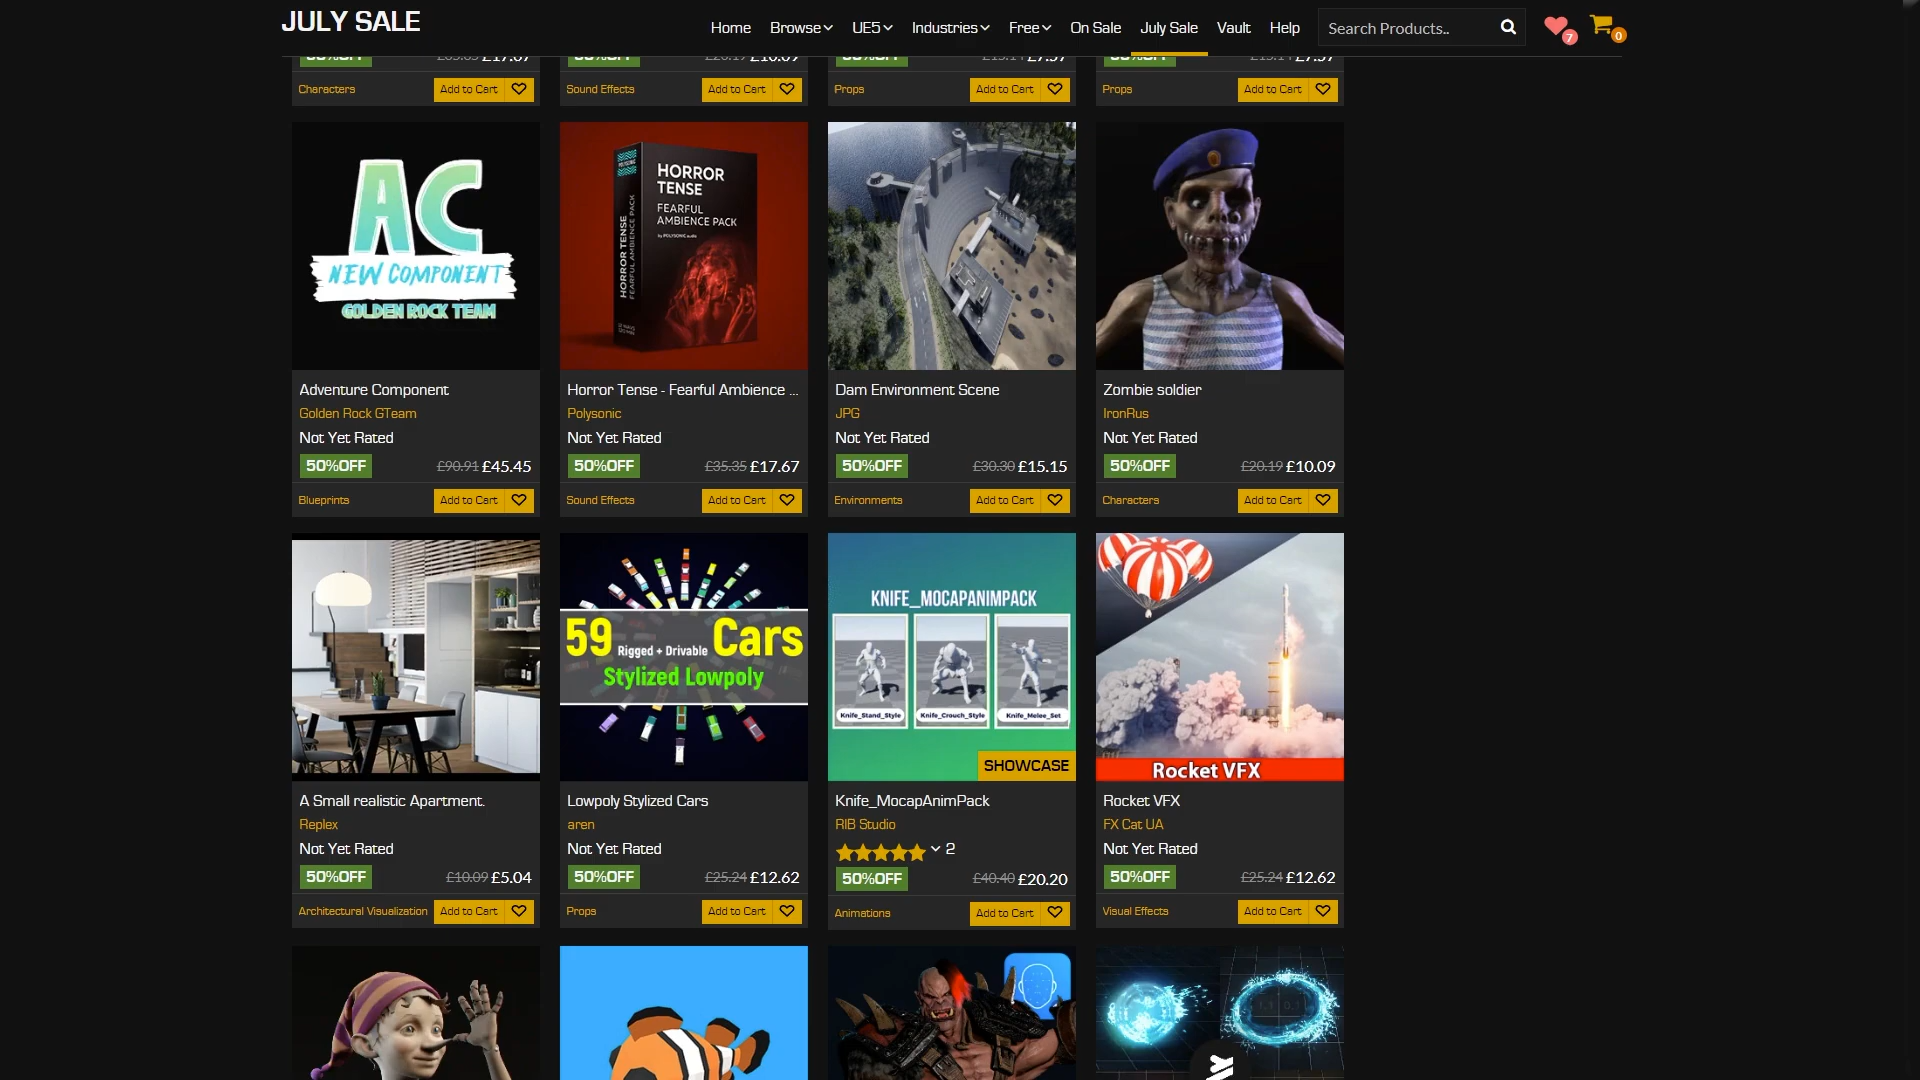 JULY SALE
Home Browse UE5 Industries Free On Sale July Sale Vault Help Search Products.. 7 0
Characters Add to Cart
Sound Effects Add to Cart
Props Add to Cart
Props Add to Cart
AC
NEW COMPONENT
GOLDEN ROCK TEAM
Adventure Component
Golden Rock GTeam
Not Yet Rated
50%OFF £90.91 £45.45
Blueprints Add to Cart
HORROR
TENSE
FEARFUL
AMBIENCE PACK
by POLYSONIC audio
HORROR TENSE
FEARFUL AMBIENCE PACK
Horror Tense - Fearful Ambience ...
Polysonic
Not Yet Rated
50%OFF £35.35 £17.67
Sound Effects Add to Cart
Dam Environment Scene
JPG
Not Yet Rated
50%OFF £30.30 £15.15
Environments Add to Cart
Zombie soldier
IronRus
Not Yet Rated
50%OFF £20.19 £10.09
Characters Add to Cart
A Small realistic Apartment.
Replex
Not Yet Rated
50%OFF £10.09 £5.04
Architectural Visualization Add to Cart
59 Rigged + Drivable Cars
Stylized Lowpoly
Lowpoly Stylized Cars
aren
Not Yet Rated
50%OFF £25.24 £12.62
Props Add to Cart
KNIFE_MOCAPANIMPACK
Knife_Stand_Style Knife_Crouch_Style Knife_Melee_Set
SHOWCASE
Knife_MocapAnimPack
RIB Studio
2
50%OFF £40.40 £20.20
Animations Add to Cart
Rocket VFX
Rocket VFX
FX Cat UA
Not Yet Rated
50%OFF £25.24 £12.62
Visual Effects Add to Cart